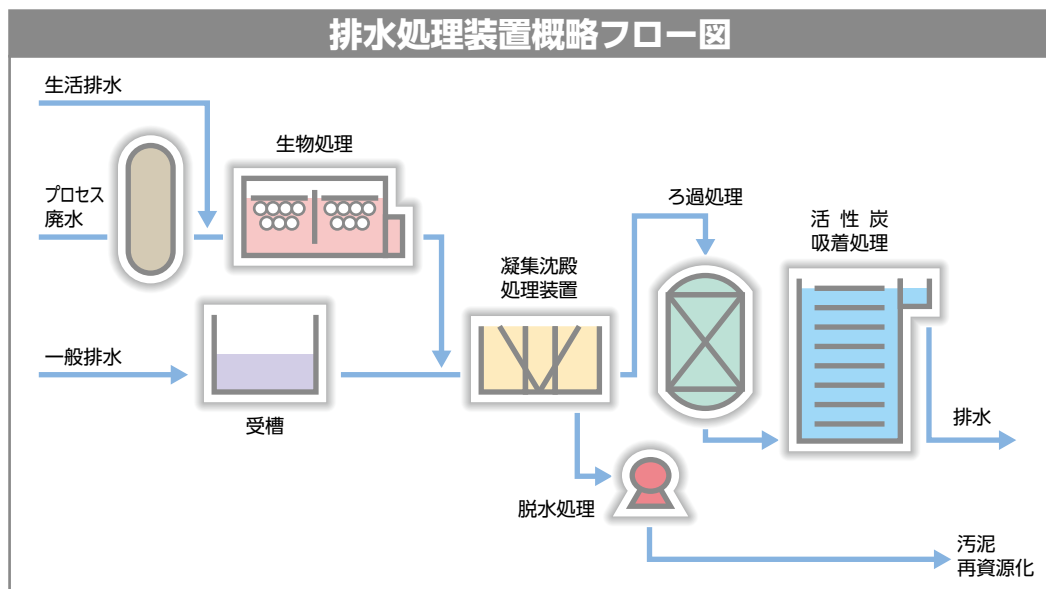 排水処理装置概略フロー図
生活排水
生物処理
プロセス
廃水
ろ過処理
活 性 炭
吸着処理
凝集沈殿
処理装置
一般排水
受槽
排水
脱水処理
汚泥
再資源化